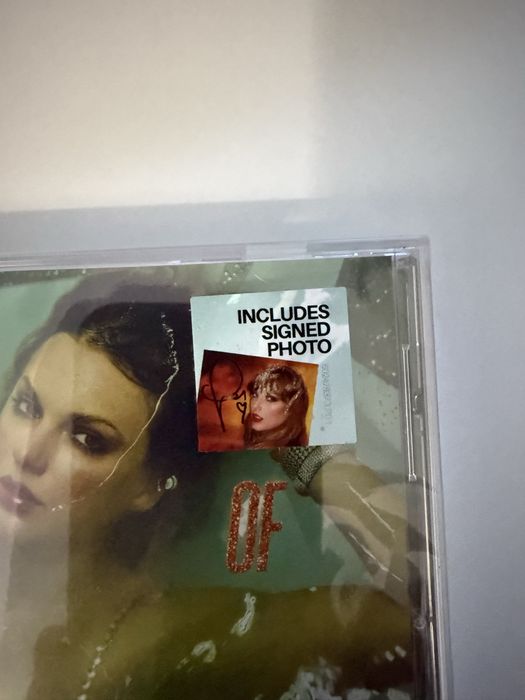 INCLUDES
SIGNED
PHOTO
OF